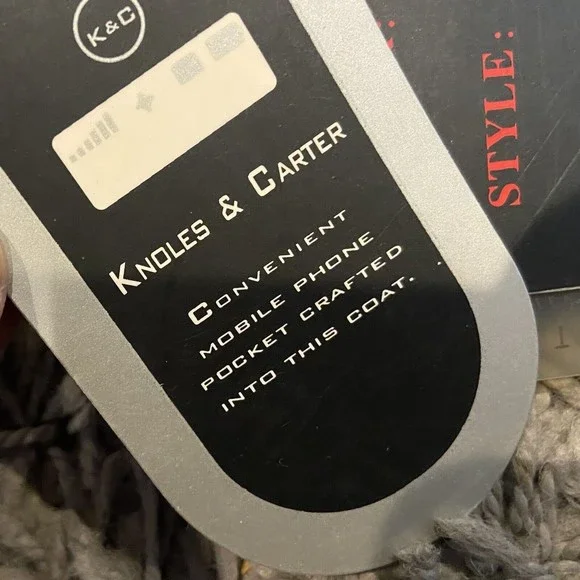 K&C
KNOLES & CARTER
CONVENIENT
MOBILE PHONE
POCKET CRAFTED
INTO THIS COAT.
STYLE: